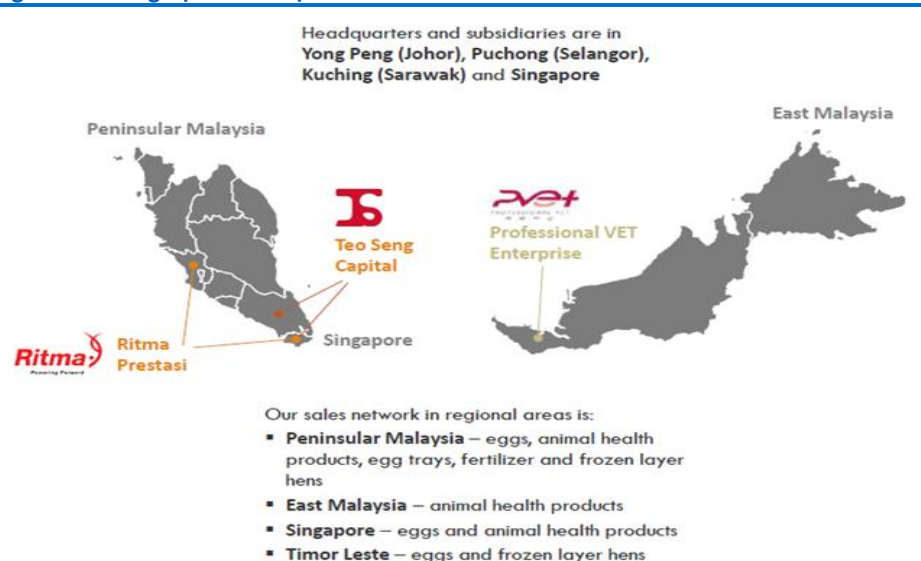 Headquarters and subsidiaries are in
Yong Peng (Johor), Puchong (Selangor),
Kuching (Sarawak) and Singapore
Peninsular Malaysia
East Malaysia
Teo Seng
Capital
pvet
Professional VET
Enterprise
Singapore
Ritma
Powering Forward
Ritma
Prestasi
Our sales network in regional areas is:
▪ Peninsular Malaysia – eggs, animal health
products, egg trays, fertilizer and frozen layer
hens
▪ East Malaysia – animal health products
▪ Singapore – eggs and animal health products
▪ Timor Leste – eggs and frozen layer hens